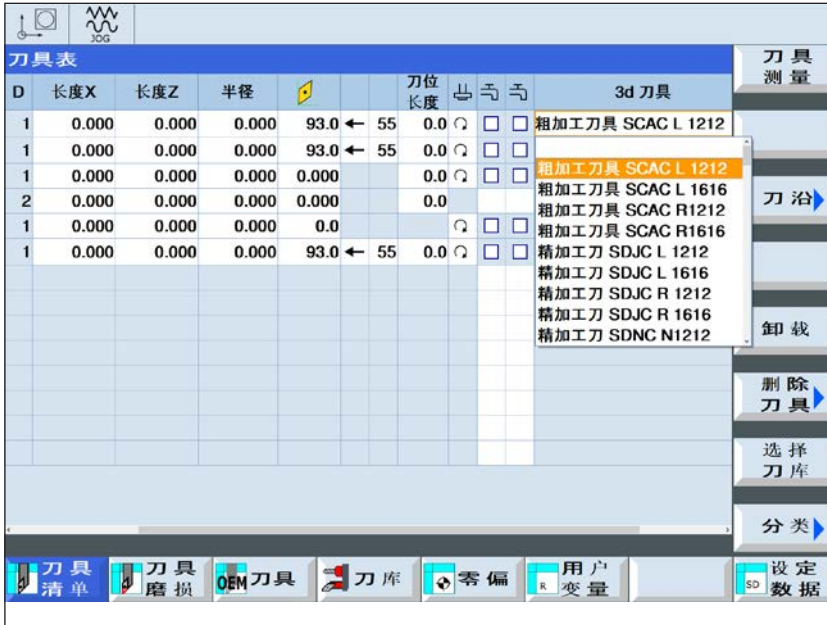 JOG
刀具表
刀具
测量
D 长度X 长度Z 半径 刀位
长度 3d 刀具
1 0.000 0.000 0.000 93.0 ← 55 0.0 粗加工刀具 SCAC L 1212
1 0.000 0.000 0.000 93.0 ← 55 0.0
1 0.000 0.000 0.000 0.000 0.0
2 0.000 0.000 0.000 0.000 0.0
1 0.000 0.000 0.000 0.0
1 0.000 0.000 0.000 93.0 ← 55 0.0
粗加工刀具 SCAC L 1212
粗加工刀具 SCAC L 1616
粗加工刀具 SCAC R1212
粗加工刀具 SCAC R1616
精加工刀 SDJC L 1212
精加工刀 SDJC L 1616
精加工刀 SDJC R 1212
精加工刀 SDJC R 1616
精加工刀 SDNC N1212
刀沿
卸载
删除
刀具
选择
刀库
分类
刀具
清单
刀具
磨损
OEM 刀具
刀库
零偏
R 用户
变量
SD 设定
数据